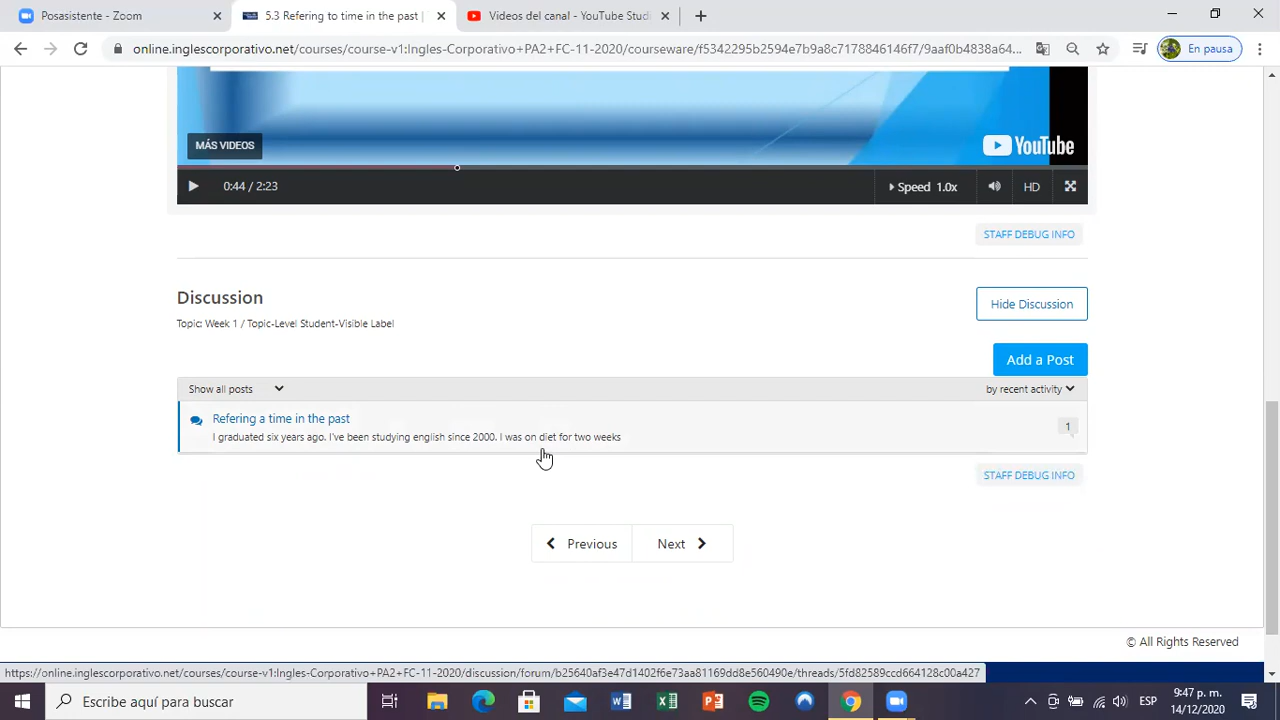 Posasistente - Zoom
5.3 Refering to time in the past |
Videos del canal - YouTube Studi
online.inglescorporativo.net/courses/course-v1:Ingles-Corporativo+PA2+FC-11-2020/courseware/f5342295b2594e7b9a8c7178846146f7/9aaf0b4838a64...
En pausa
MÁS VIDEOS
YouTube
0:44 / 2:23
Speed 1.0x
HD
STAFF DEBUG INFO
Discussion
Hide Discussion
Topic: Week 1 / Topic-Level Student-Visible Label
Add a Post
Show all posts
by recent activity
Refering a time in the past
I graduated six years ago. I've been studying english since 2000. I was on diet for two weeks
1
STAFF DEBUG INFO
Previous
Next
© All Rights Reserved
https://online.inglescorporativo.net/courses/course-v1:Ingles-Corporativo+PA2+FC-11-2020/discussion/forum/b25640af3e47d1402f6e73aa81169dd8e560490e/threads/5fd82589ccd664128c00a427
Escribe aquí para buscar
ESP
9:47 p. m.
14/12/2020